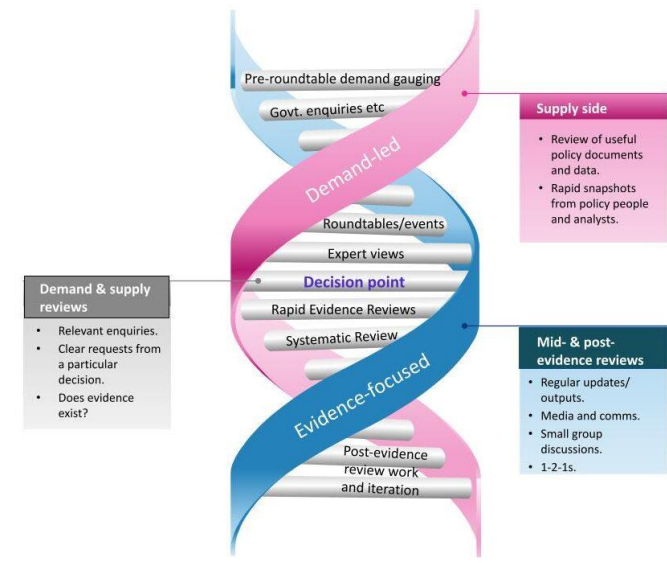 Pre-roundtable demand gauging
Govt. enquiries etc
Demand-led
Roundtables/events
Expert views
Decision point
Rapid Evidence Reviews
Systematic Review
Evidence-focused
Post-evidence
review work
and iteration
Supply side
• Review of useful
policy documents
and data.
• Rapid snapshots
from policy people
and analysts.
Demand & supply
reviews
• Relevant enquiries.
• Clear requests from
a particular
decision.
• Does evidence
exist?
Mid- & post-
evidence reviews
• Regular updates/
outputs.
• Media and comms.
• Small group
discussions.
• 1-2-1s.